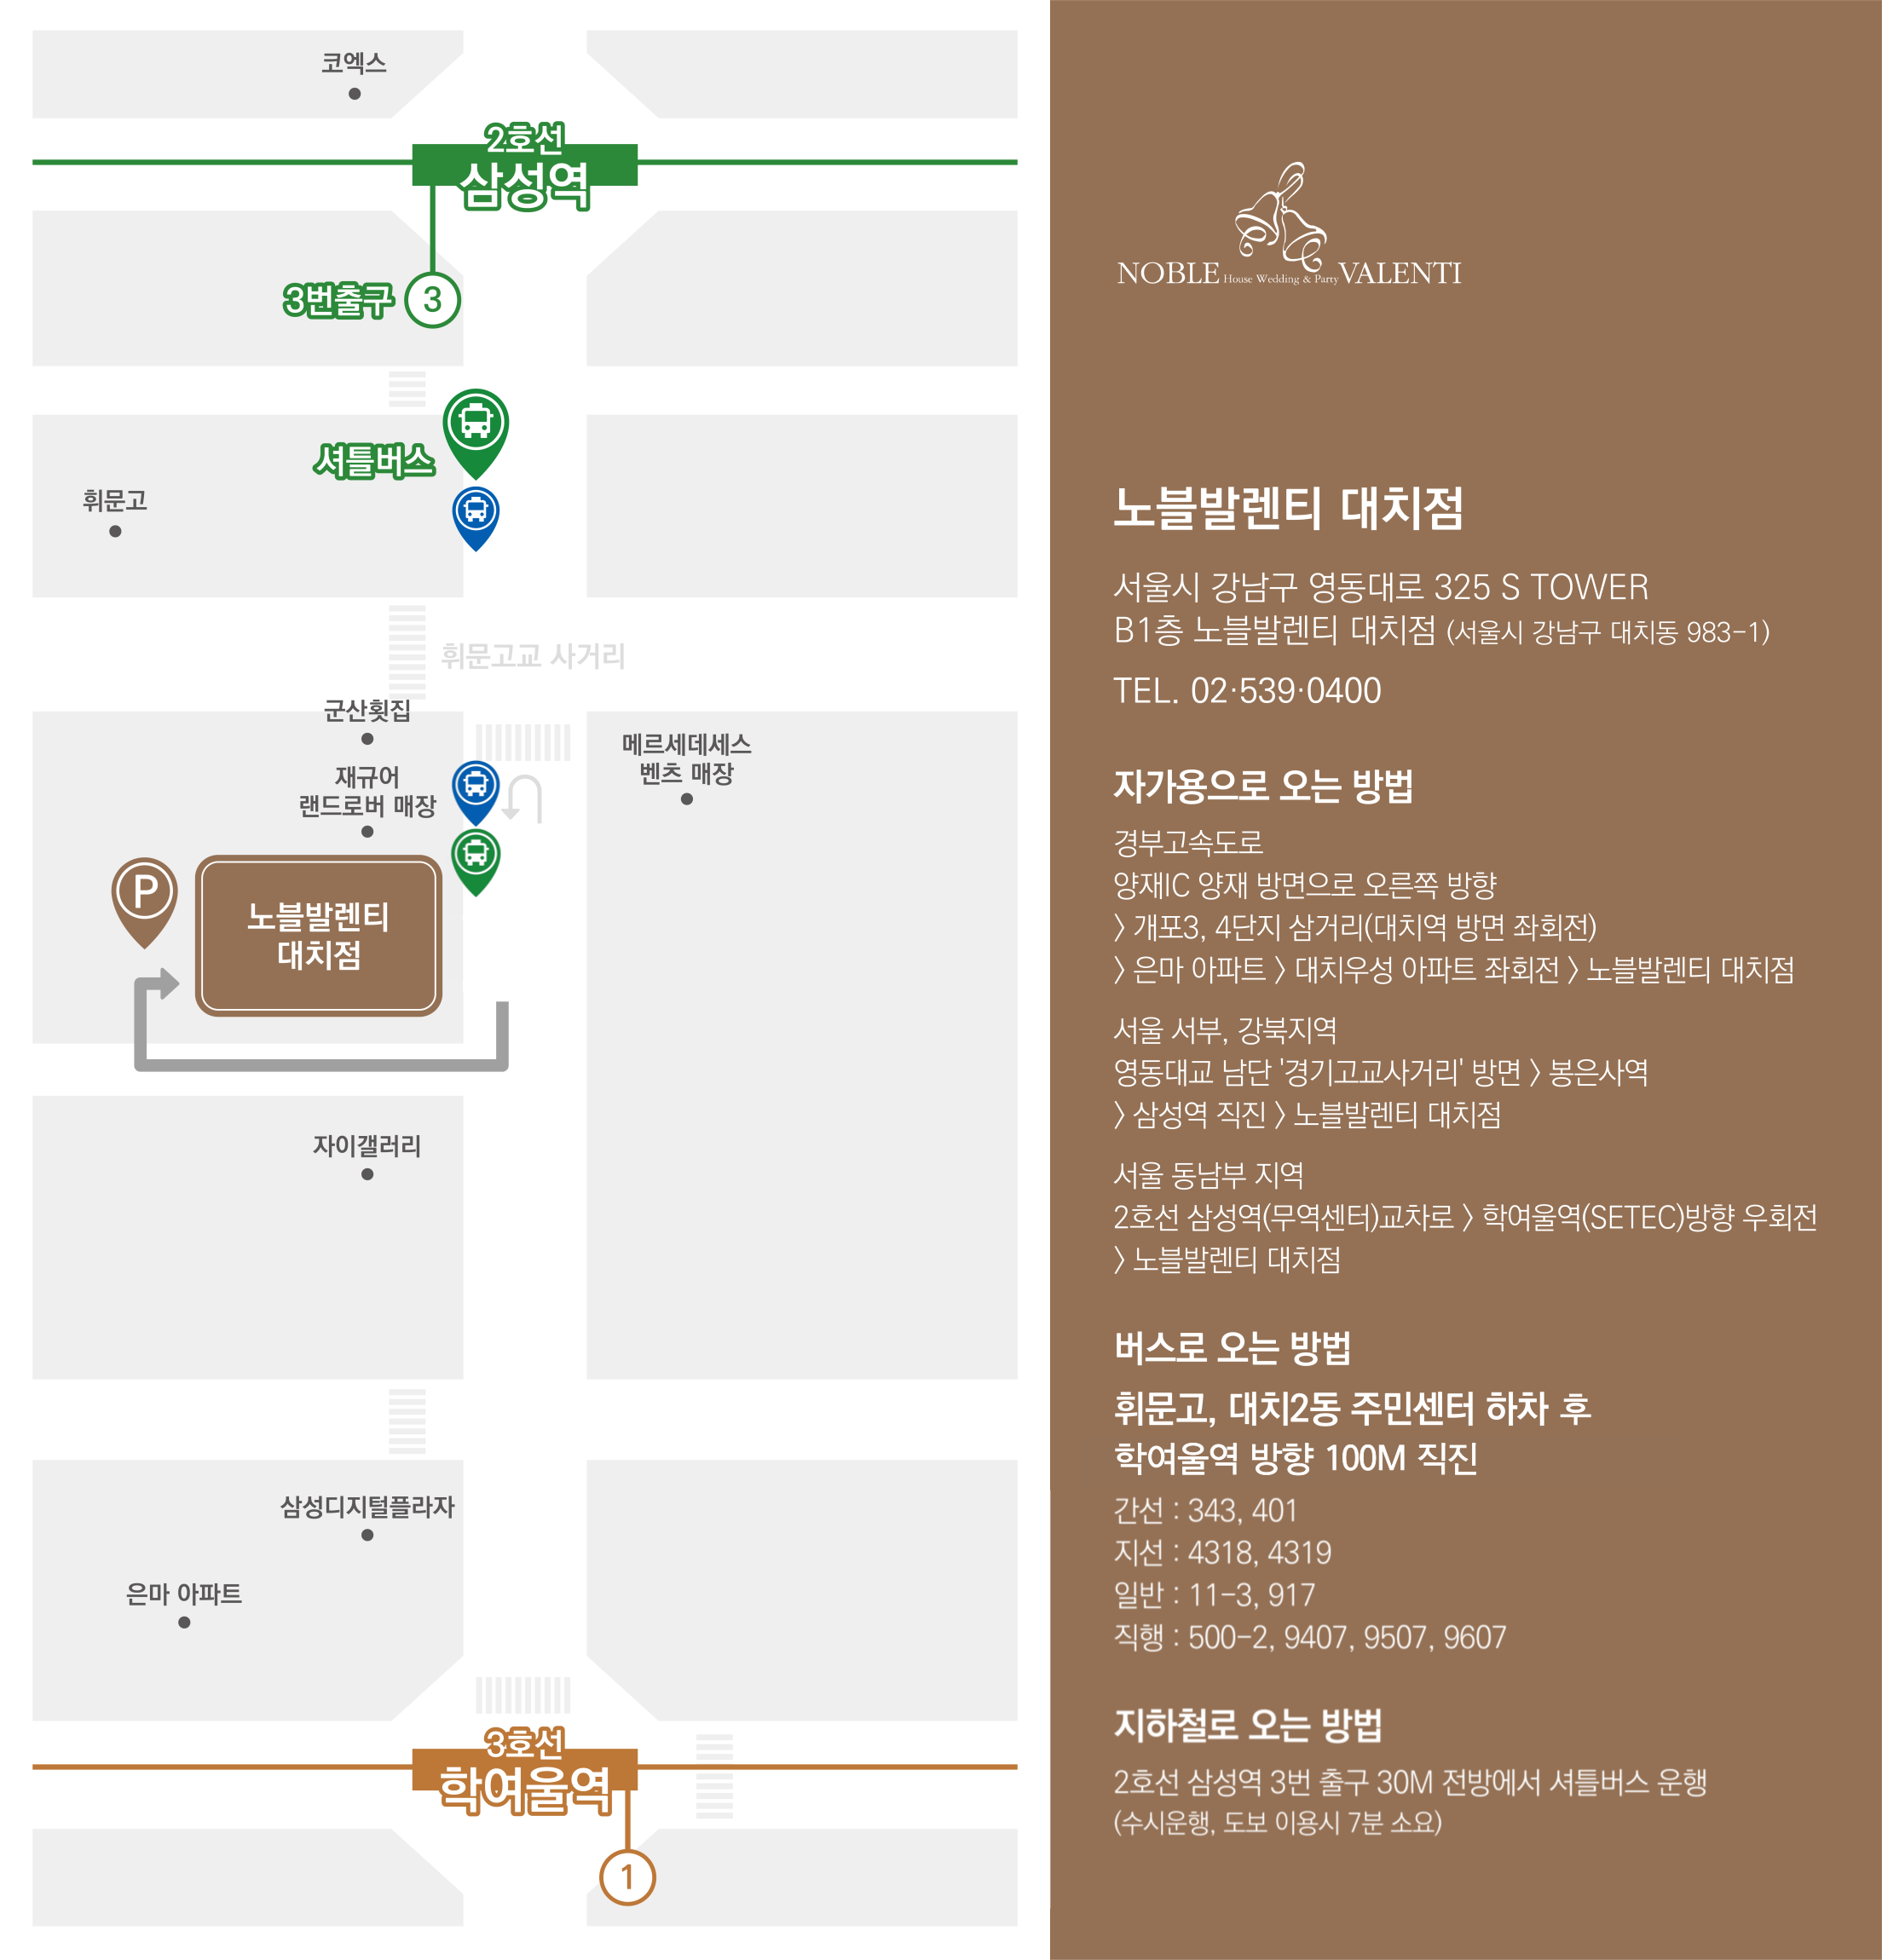 코엑스
2호선
삼성역
3번출구
3
셔틀버스
휘문고
휘문고교 사거리
군산횟집
재규어
랜드로버 매장
메르세데세스
벤츠 매장
P
노블발렌티
대치점
자이갤러리
삼성디지털플라자
은마 아파트
3호선
학여울역
1
NOBLE House Wedding & Party VALENTI
노블발렌티 대치점
서울시 강남구 영동대로 325 S TOWER
B1층 노블발렌티 대치점 (서울시 강남구 대치동 983-1)
TEL. 02·539·0400
자가용으로 오는 방법
경부고속도로
양재IC 양재 방면으로 오른쪽 방향
> 개포3, 4단지 삼거리(대치역 방면 좌회전)
> 은마 아파트 > 대치우성 아파트 좌회전 > 노블발렌티 대치점
서울 서부, 강북지역
영동대교 남단 '경기고교사거리' 방면 > 봉은사역
> 삼성역 직진 > 노블발렌티 대치점
서울 동남부 지역
2호선 삼성역(무역센터)교차로 > 학여울역(SETEC)방향 우회전
> 노블발렌티 대치점
버스로 오는 방법
휘문고, 대치2동 주민센터 하차 후
학여울역 방향 100M 직진
간선 : 343, 401
지선 : 4318, 4319
일반 : 11-3, 917
직행 : 500-2, 9407, 9507, 9607
지하철로 오는 방법
2호선 삼성역 3번 출구 30M 전방에서 셔틀버스 운행
(수시운행, 도보 이용시 7분 소요)